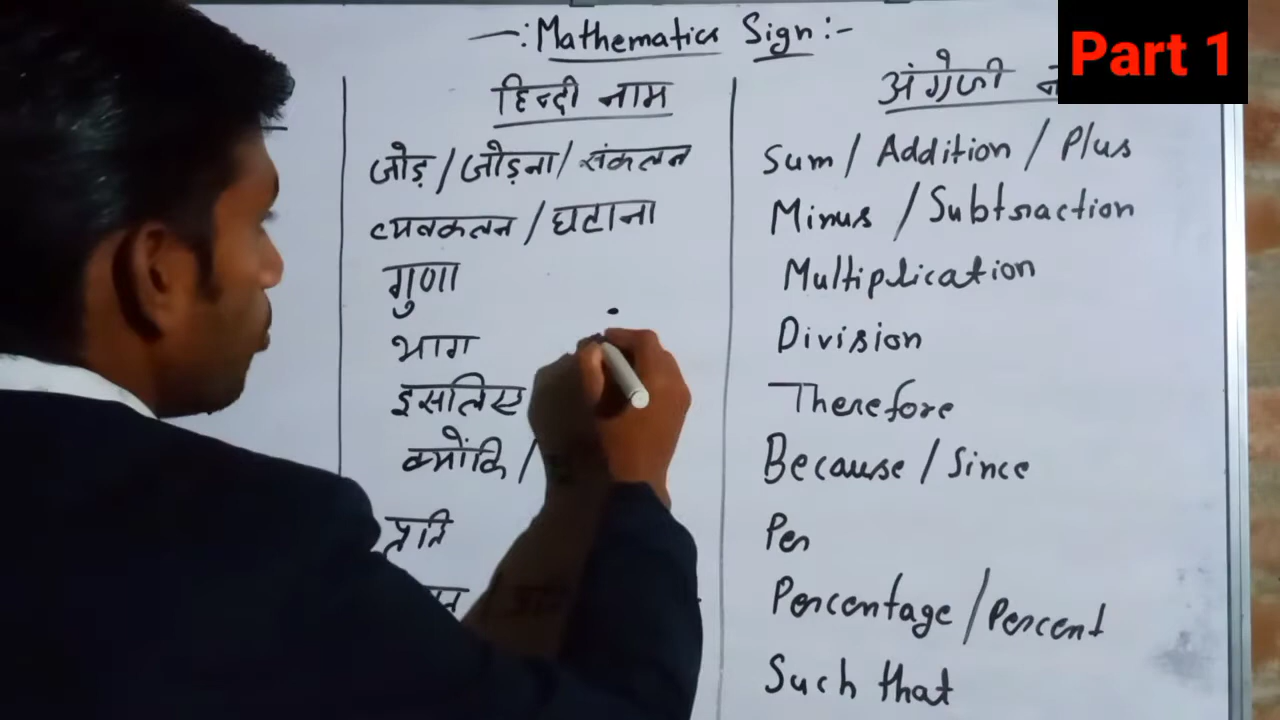 -: Mathematics Sign :-
Part 1
हिन्दी नाम
अंग्रेजी
जोड़ / जोड़ना / संकलन
Sum / Addition / Plus
व्यवकलन / घटाना
Minus / Subtraction
गुणा
Multiplication
भाग
Division
इसलिए
Therefore
क्योंकि /
Because / Since
प्रति
Per
Percentage / Percent
Such that